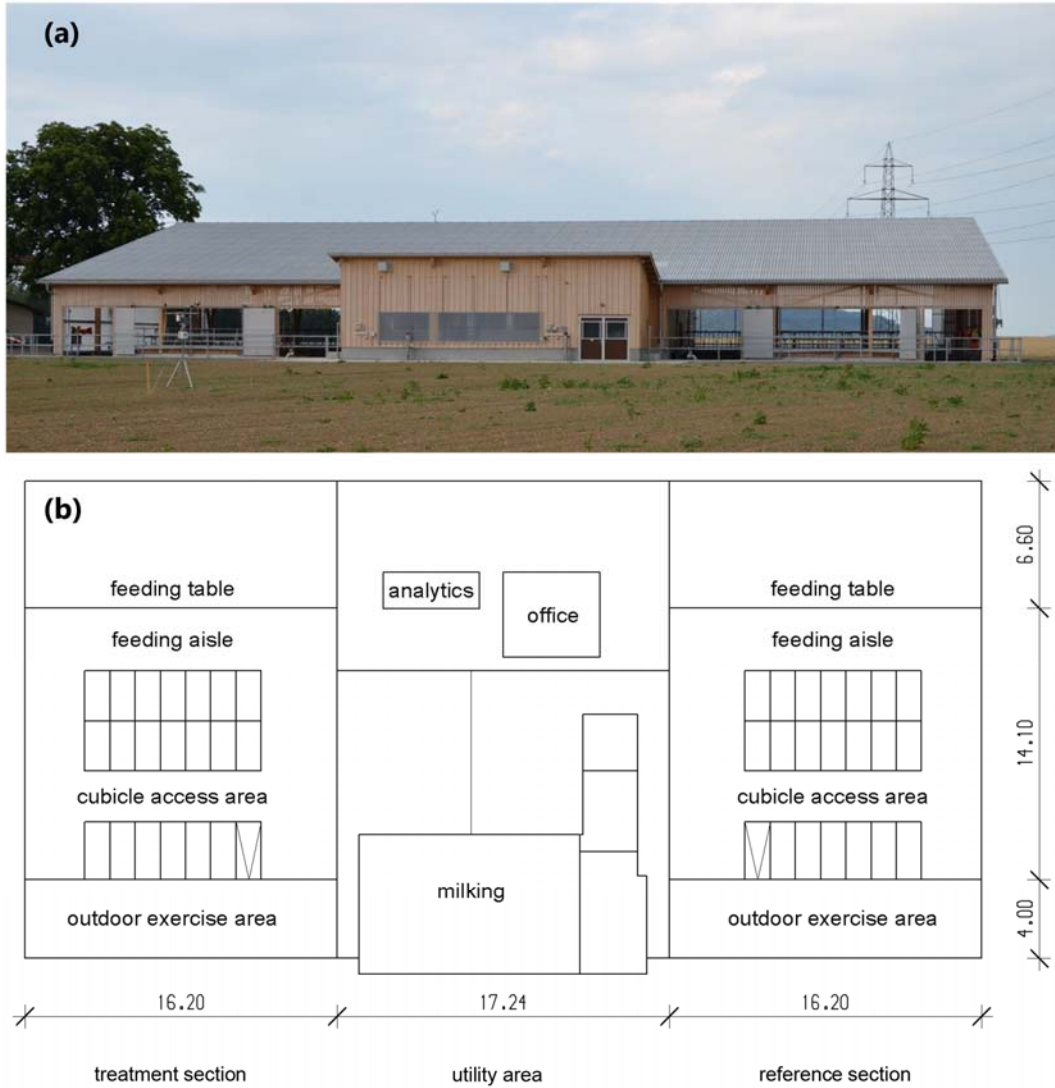 (a)
(b)
feeding table
analytics
office
feeding table
6.60
feeding aisle
feeding aisle
14.10
cubicle access area
cubicle access area
milking
outdoor exercise area
outdoor exercise area
4.00
16.20
17.24
16.20
treatment section
utility area
reference section